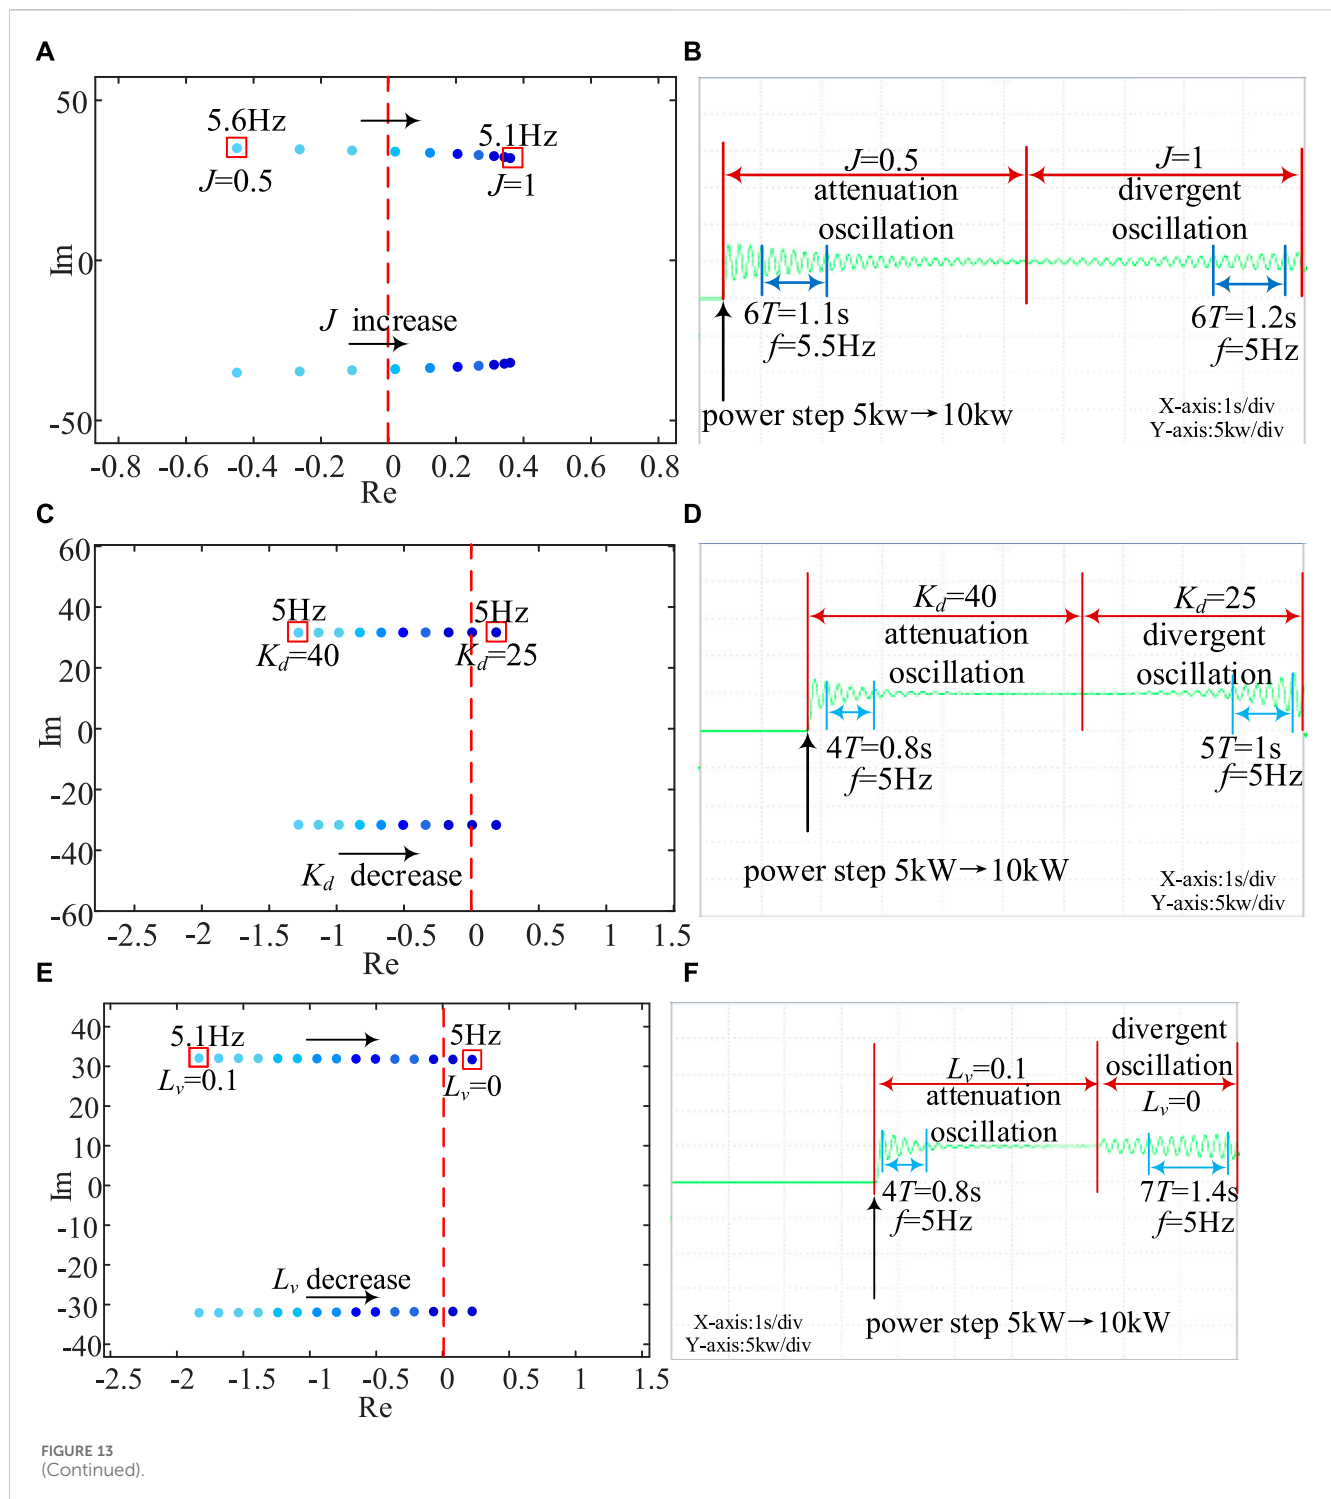 A
50
0
-50
Im
5.6Hz
J=0.5
5.1Hz
J=1
J increase
-0.8 -0.6 -0.4 -0.2 0 0.2 0.4 0.6 0.8
Re
B
J=0.5
attenuation
oscillation
J=1
divergent
oscillation
6T=1.1s
f=5.5Hz
6T=1.2s
f=5Hz
power step 5kw→10kw
X-axis:1s/div
Y-axis:5kw/div
C
60
40
20
0
-20
-40
-60
Im
5Hz
Kd=40
5Hz
Kd=25
Kd decrease
-2.5 -2 -1.5 -1 -0.5 0 0.5 1 1.5
Re
D
Kd=40
attenuation
oscillation
Kd=25
divergent
oscillation
4T=0.8s
f=5Hz
5T=1s
f=5Hz
power step 5kW→10kW
X-axis:1s/div
Y-axis:5kw/div
E
40
30
20
10
0
-10
-20
-30
-40
Im
5.1Hz
Lv=0.1
5Hz
Lv=0
Lv decrease
-2.5 -2 -1.5 -1 -0.5 0 0.5 1 1.5
Re
F
Lv=0.1
attenuation
oscillation
divergent
oscillation
Lv=0
4T=0.8s
f=5Hz
7T=1.4s
f=5Hz
power step 5kW→10kW
X-axis:1s/div
Y-axis:5kw/div
FIGURE 13
(Continued).